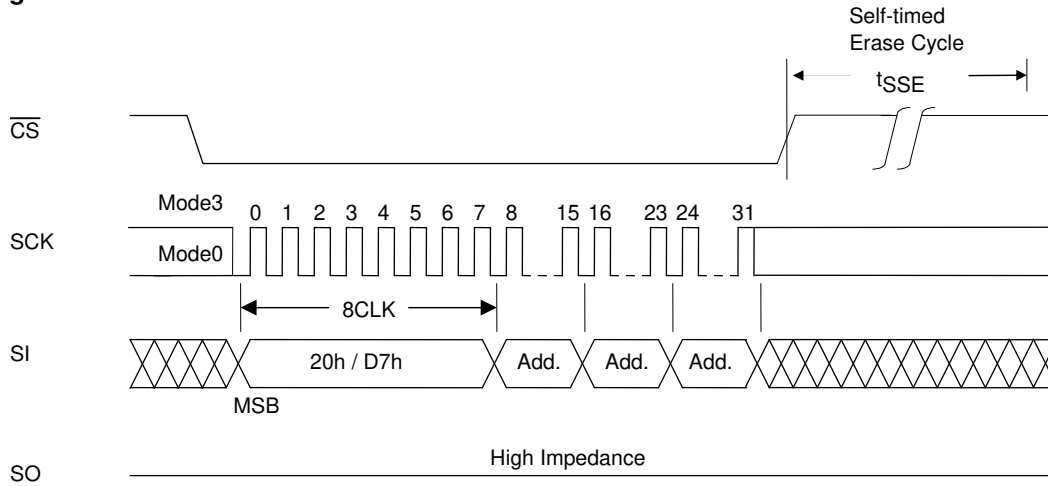 g
Self-timed
Erase Cycle
tSSE
CS
Mode3
0 1 2 3 4 5 6 7 8 15 16 23 24 31
SCK
Mode0
8CLK
SI
20h / D7h Add. Add. Add.
MSB
High Impedance
SO